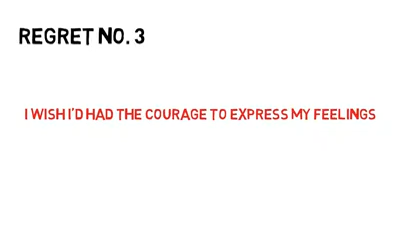 REGRET NO. 3
I WISH I'D HAD THE COURAGE TO EXPRESS MY FEELINGS